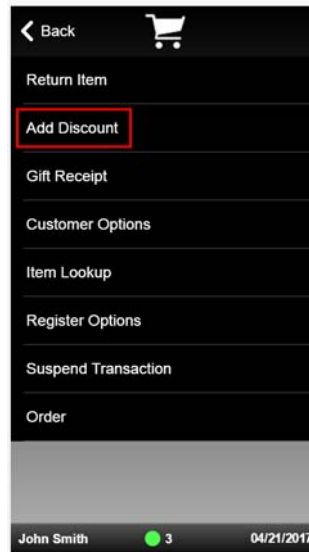 Back
Return Item
Add Discount
Gift Receipt
Customer Options
Item Lookup
Register Options
Suspend Transaction
Order
John Smith 3 04/21/2017